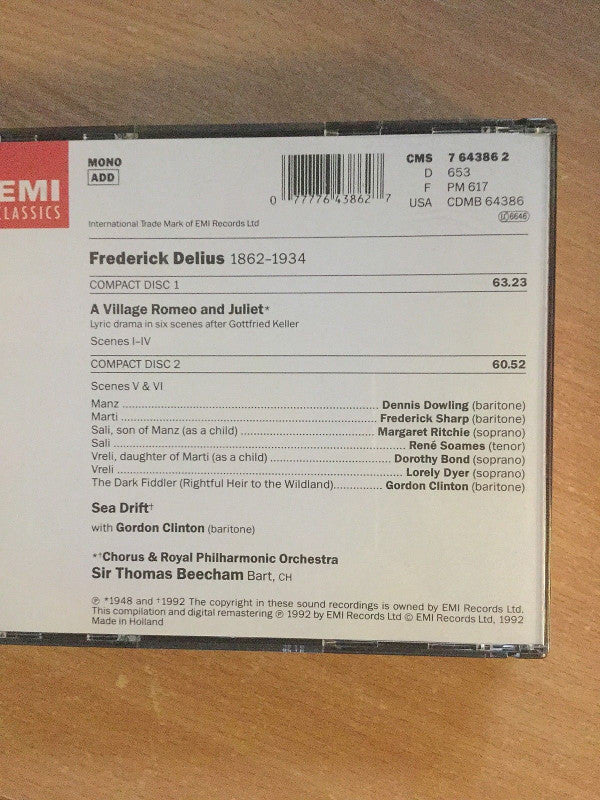 EMI
CLASSICS
MONO
ADD
0 77776 43862 7
CMS 7 64386 2
D 653
F PM 617
USA CDMB 64386
6646
International Trade Mark of EMI Records Ltd
Frederick Delius 1862–1934
COMPACT DISC 1 63.23
A Village Romeo and Juliet*
Lyric drama in six scenes after Gottfried Keller
Scenes I–IV
COMPACT DISC 2 60.52
Scenes V & VI
Manz ........ Dennis Dowling (baritone)
Marti ........ Frederick Sharp (baritone)
Sali, son of Manz (as a child) ........ Margaret Ritchie (soprano)
Sali ........ René Soames (tenor)
Vreli, daughter of Marti (as a child) ........ Dorothy Bond (soprano)
Vreli ........ Lorely Dyer (soprano)
The Dark Fiddler (Rightful Heir to the Wildland) ........ Gordon Clinton (baritone)
Sea Drift†
with Gordon Clinton (baritone)
*†Chorus & Royal Philharmonic Orchestra
Sir Thomas Beecham Bart, CH
℗ *1948 and †1992 The copyright in these sound recordings is owned by EMI Records Ltd.
This compilation and digital remastering ℗ 1992 by EMI Records Ltd © EMI Records Ltd, 1992
Made in Holland